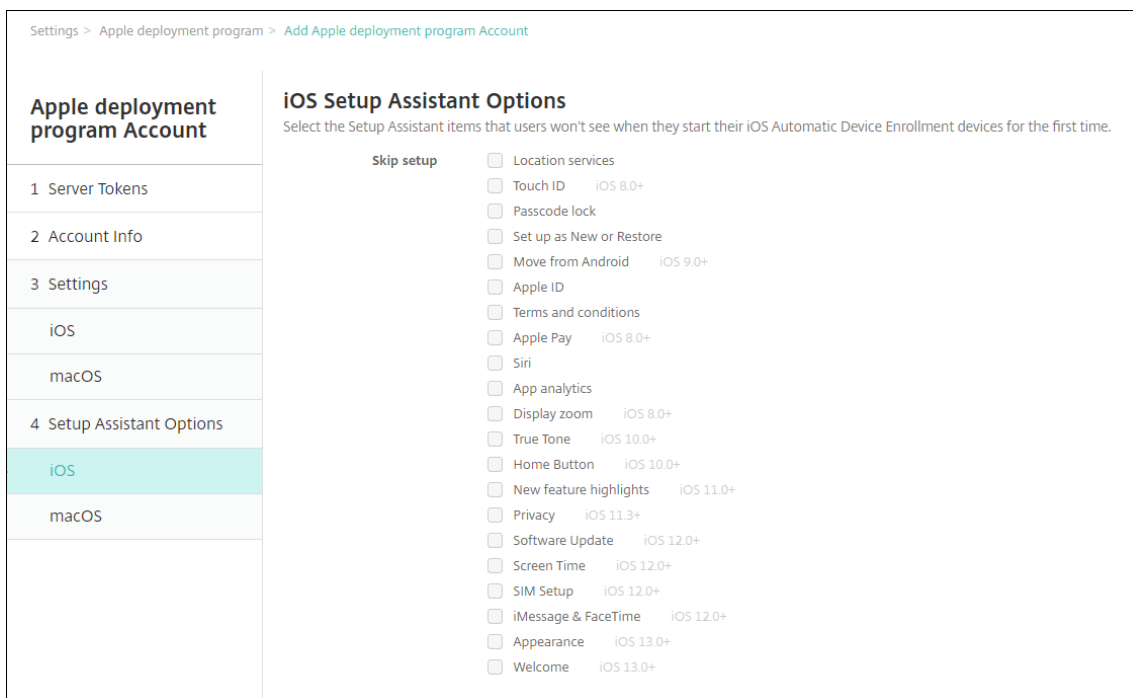 Settings > Apple deployment program > Add Apple deployment program Account
Apple deployment
program Account
1 Server Tokens
2 Account Info
3 Settings
iOS
macOS
4 Setup Assistant Options
iOS
macOS
iOS Setup Assistant Options
Select the Setup Assistant items that users won't see when they start their iOS Automatic Device Enrollment devices for the first time.
Skip setup
Location services
Touch ID iOS 8.0+
Passcode lock
Set up as New or Restore
Move from Android iOS 9.0+
Apple ID
Terms and conditions
Apple Pay iOS 8.0+
Siri
App analytics
Display zoom iOS 8.0+
True Tone iOS 10.0+
Home Button iOS 10.0+
New feature highlights iOS 11.0+
Privacy iOS 11.3+
Software Update iOS 12.0+
Screen Time iOS 12.0+
SIM Setup iOS 12.0+
iMessage & FaceTime iOS 12.0+
Appearance iOS 13.0+
Welcome iOS 13.0+